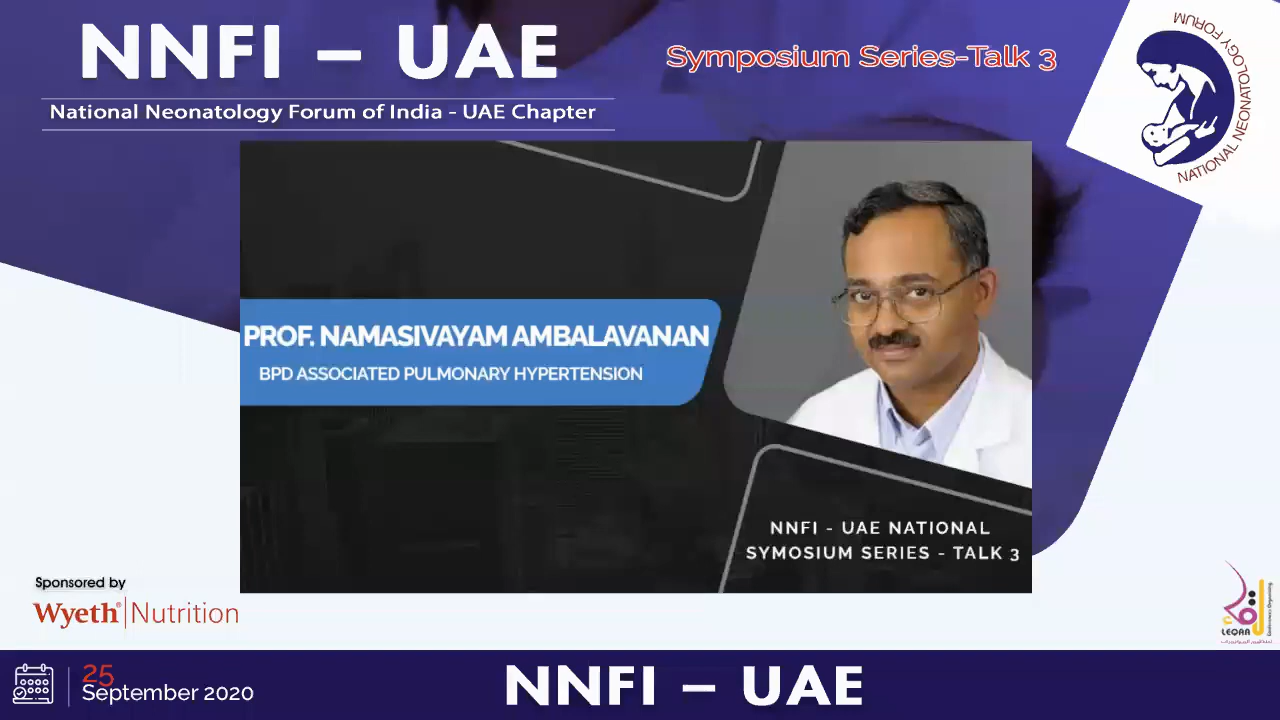 NNFI – UAE
Symposium Series-Talk 3
National Neonatology Forum of India - UAE Chapter
NATIONAL NEONATOLOGY FORUM
PROF. NAMASIVAYAM AMBALAVANAN
BPD ASSOCIATED PULMONARY HYPERTENSION
NNFI - UAE NATIONAL
SYMOSIUM SERIES - TALK 3
Sponsored by
Wyeth® Nutrition
LEQAA
25
September 2020
NNFI – UAE